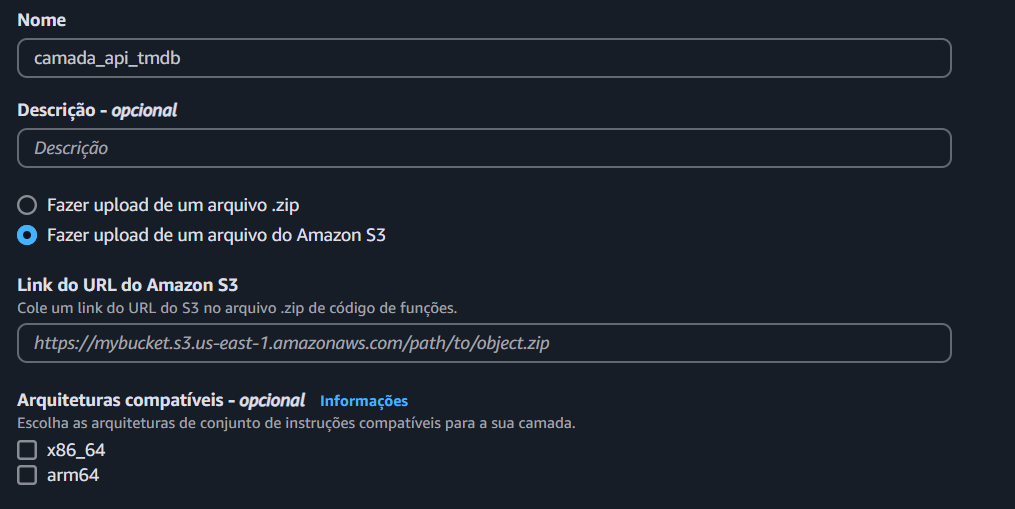 Nome
camada_api_tmdb
Descrição - opcional
Descrição
Fazer upload de um arquivo .zip
Fazer upload de um arquivo do Amazon S3
Link do URL do Amazon S3
Cole um link do URL do S3 no arquivo .zip de código de funções.
https://mybucket.s3.us-east-1.amazonaws.com/path/to/object.zip
Arquiteturas compatíveis - opcional Informações
Escolha as arquiteturas de conjunto de instruções compatíveis para a sua camada.
x86_64
arm64